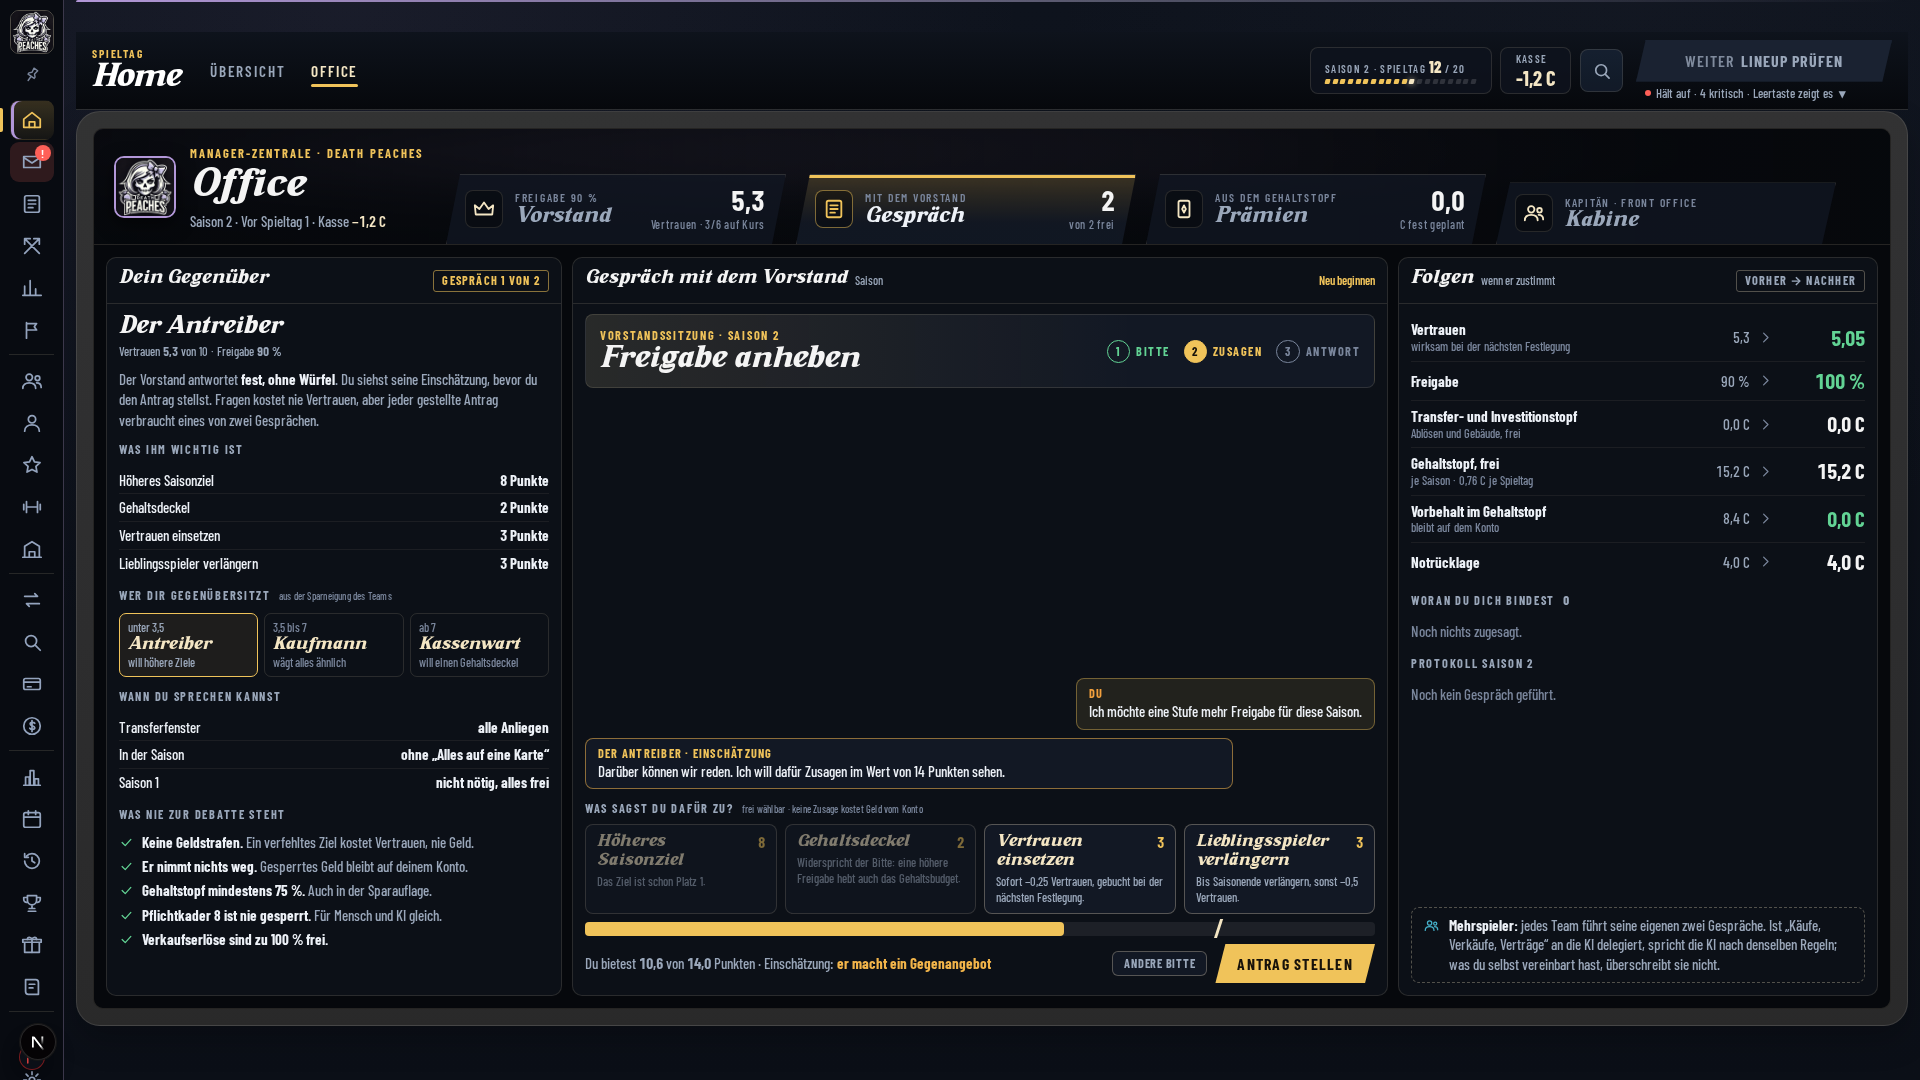 SPIELTAG
Home
ÜBERSICHT
OFFICE
SAISON 2 · SPIELTAG 12 / 20
KASSE
-1,2 C
WEITER LINEUP PRÜFEN
Hält auf · 4 kritisch · Leertaste zeigt es ▼
PEACHES
!
PEACHES
MANAGER-ZENTRALE · DEATH PEACHES
Office
Saison 2 · Vor Spieltag 1 · Kasse −1,2 C
FREIGABE 90 %
Vorstand
5,3
Vertrauen · 3/6 auf Kurs
MIT DEM VORSTAND
Gespräch
2
von 2 frei
AUS DEM GEHALTSTOPF
Prämien
0,0
C fest geplant
KAPITÄN · FRONT OFFICE
Kabine
Dein Gegenüber
GESPRÄCH 1 VON 2
Der Antreiber
Vertrauen 5,3 von 10 · Freigabe 90 %
Der Vorstand antwortet fest, ohne Würfel. Du siehst seine Einschätzung, bevor du
den Antrag stellst. Fragen kostet nie Vertrauen, aber jeder gestellte Antrag
verbraucht eines von zwei Gesprächen.
WAS IHM WICHTIG IST
Höheres Saisonziel 8 Punkte
Gehaltsdeckel 2 Punkte
Vertrauen einsetzen 3 Punkte
Lieblingsspieler verlängern 3 Punkte
WER DIR GEGENÜBERSITZT aus der Sparneigung des Teams
unter 3,5
Antreiber
will höhere Ziele
3,5 bis 7
Kaufmann
wägt alles ähnlich
ab 7
Kassenwart
will einen Gehaltsdeckel
WANN DU SPRECHEN KANNST
Transferfenster alle Anliegen
In der Saison ohne „Alles auf eine Karte“
Saison 1 nicht nötig, alles frei
WAS NIE ZUR DEBATTE STEHT
Keine Geldstrafen. Ein verfehltes Ziel kostet Vertrauen, nie Geld.
Er nimmt nichts weg. Gesperrtes Geld bleibt auf deinem Konto.
Gehaltstopf mindestens 75 %. Auch in der Sparauflage.
Pflichtkader 8 ist nie gesperrt. Für Mensch und KI gleich.
Verkaufserlöse sind zu 100 % frei.
Gespräch mit dem Vorstand Saison
Neu beginnen
VORSTANDSSITZUNG · SAISON 2
Freigabe anheben
1 BITTE
2 ZUSAGEN
3 ANTWORT
DU
Ich möchte eine Stufe mehr Freigabe für diese Saison.
DER ANTREIBER · EINSCHÄTZUNG
Darüber können wir reden. Ich will dafür Zusagen im Wert von 14 Punkten sehen.
WAS SAGST DU DAFÜR ZU? frei wählbar · keine Zusage kostet Geld vom Konto
Höheres
Saisonziel
8
Das Ziel ist schon Platz 1.
Gehaltsdeckel
2
Widerspricht der Bitte: eine höhere
Freigabe hebt auch das Gehaltsbudget.
Vertrauen
einsetzen
3
Sofort −0,25 Vertrauen, gebucht bei der
nächsten Festlegung.
Lieblingsspieler
verlängern
3
Bis Saisonende verlängern, sonst −0,5
Vertrauen.
Du bietest 10,6 von 14,0 Punkten · Einschätzung: er macht ein Gegenangebot
ANDERE BITTE
ANTRAG STELLEN
Folgen wenn er zustimmt
VORHER → NACHHER
Vertrauen 5,3 5,05
wirksam bei der nächsten Festlegung
Freigabe 90 % 100 %
Transfer- und Investitionstopf 0,0 C 0,0 C
Ablösen und Gebäude, frei
Gehaltstopf, frei 15,2 C 15,2 C
je Saison · 0,76 C je Spieltag
Vorbehalt im Gehaltstopf 8,4 C 0,0 C
bleibt auf dem Konto
Notrücklage 4,0 C 4,0 C
WORAN DU DICH BINDEST 0
Noch nichts zugesagt.
PROTOKOLL SAISON 2
Noch kein Gespräch geführt.
Mehrspieler: jedes Team führt seine eigenen zwei Gespräche. Ist „Käufe,
Verkäufe, Verträge“ an die KI delegiert, spricht die KI nach denselben Regeln;
was du selbst vereinbart hast, überschreibt sie nicht.
N